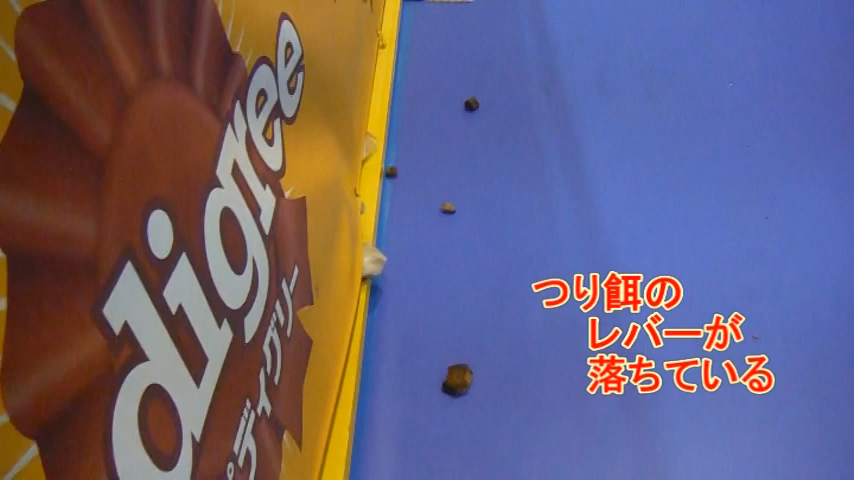 digree
ペディグリー
つり餌の
レバーが
落ちている